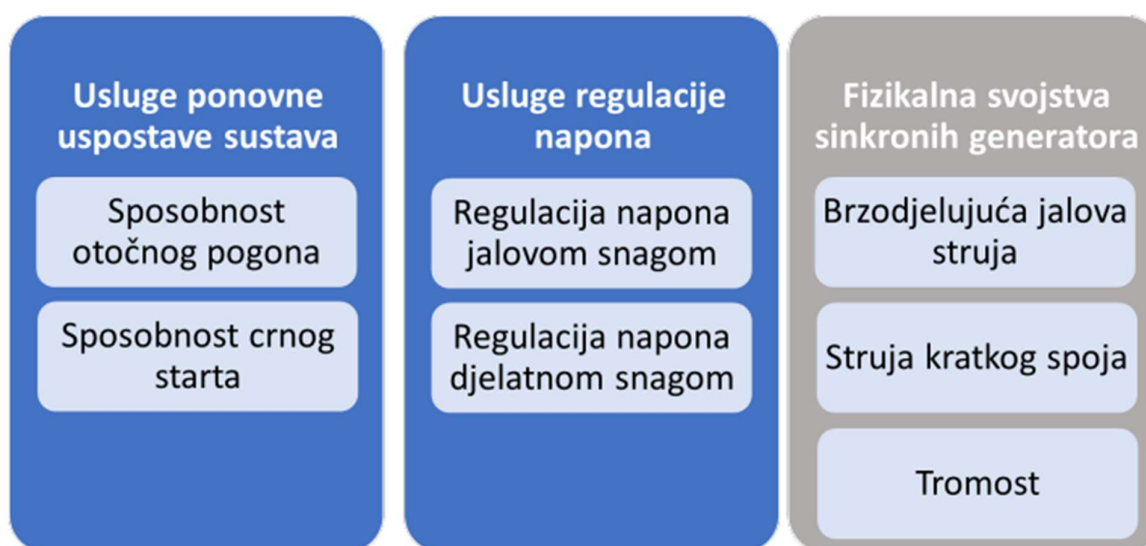 Usluge ponovne
uspostave sustava
Sposobnost
otočnog pogona
Sposobnost crnog
starta
Usluge regulacije
napona
Regulacija napona
jalovom snagom
Regulacija napona
djelatnom snagom
Fizikalna svojstva
sinkronih generatora
Brzodjelujuća jalova
struja
Struja kratkog spoja
Tromost